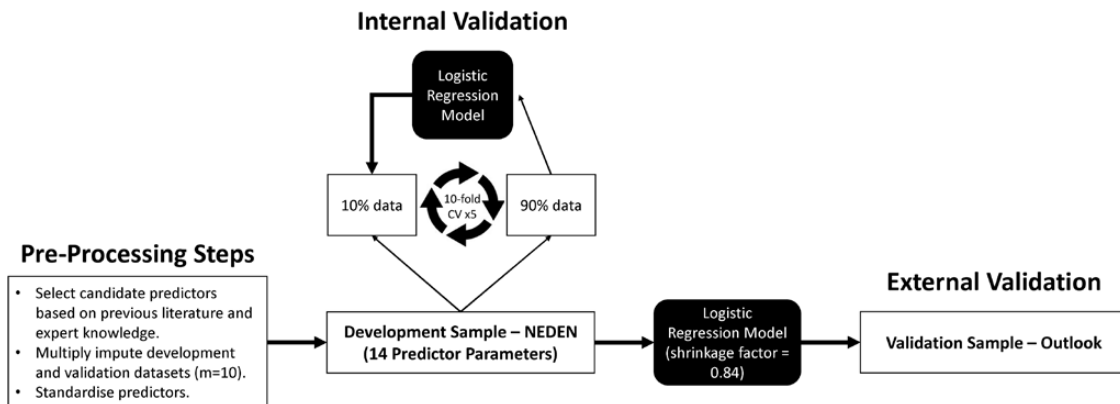 Internal Validation
Logistic
Regression
Model
10% data
10-fold
CV x5
90% data
Pre-Processing Steps
• Select candidate predictors
based on previous literature and
expert knowledge.
• Multiply impute development
and validation datasets (m=10).
• Standardise predictors.
Development Sample – NEDEN
(14 Predictor Parameters)
Logistic
Regression Model
(shrinkage factor =
0.84)
External Validation
Validation Sample – Outlook